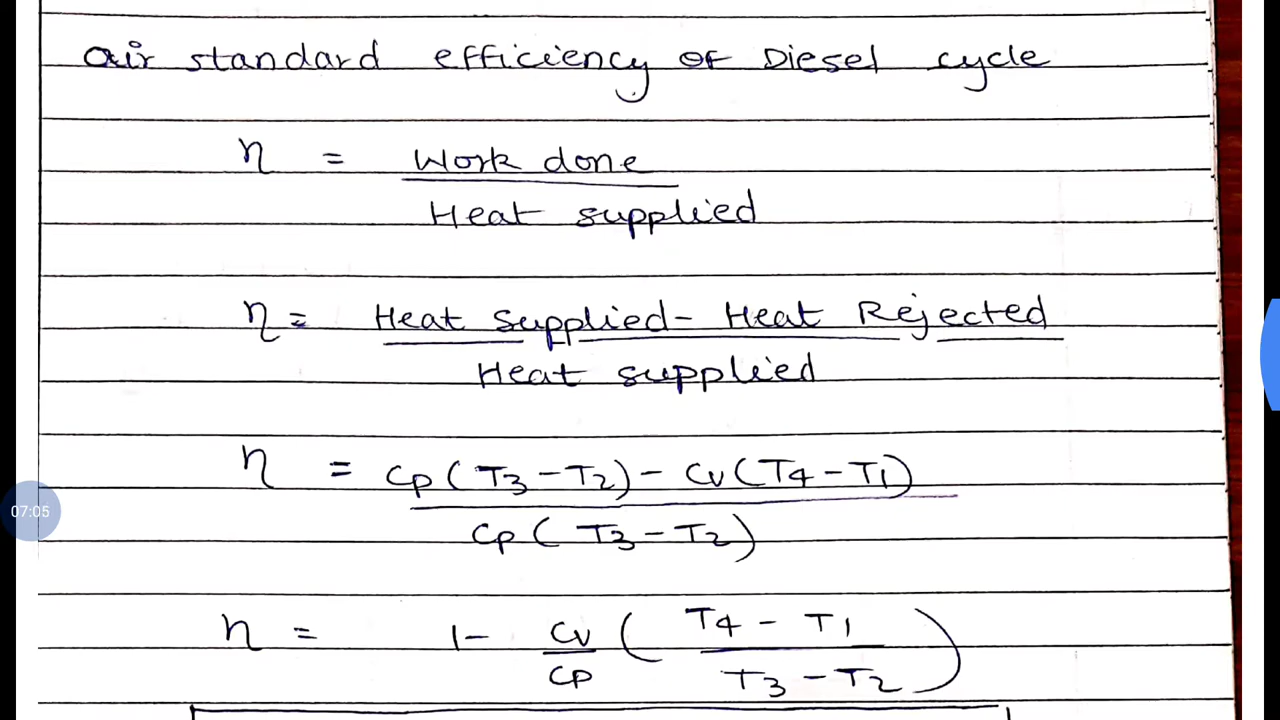 air standard efficiency of Diesel cycle
η = Work done / Heat supplied
η = Heat Supplied - Heat Rejected / Heat supplied
η = Cp(T3-T2) - Cv(T4-T1) / Cp(T3-T2)
07:05
η = 1- Cv/Cp (T4-T1 / T3-T2)